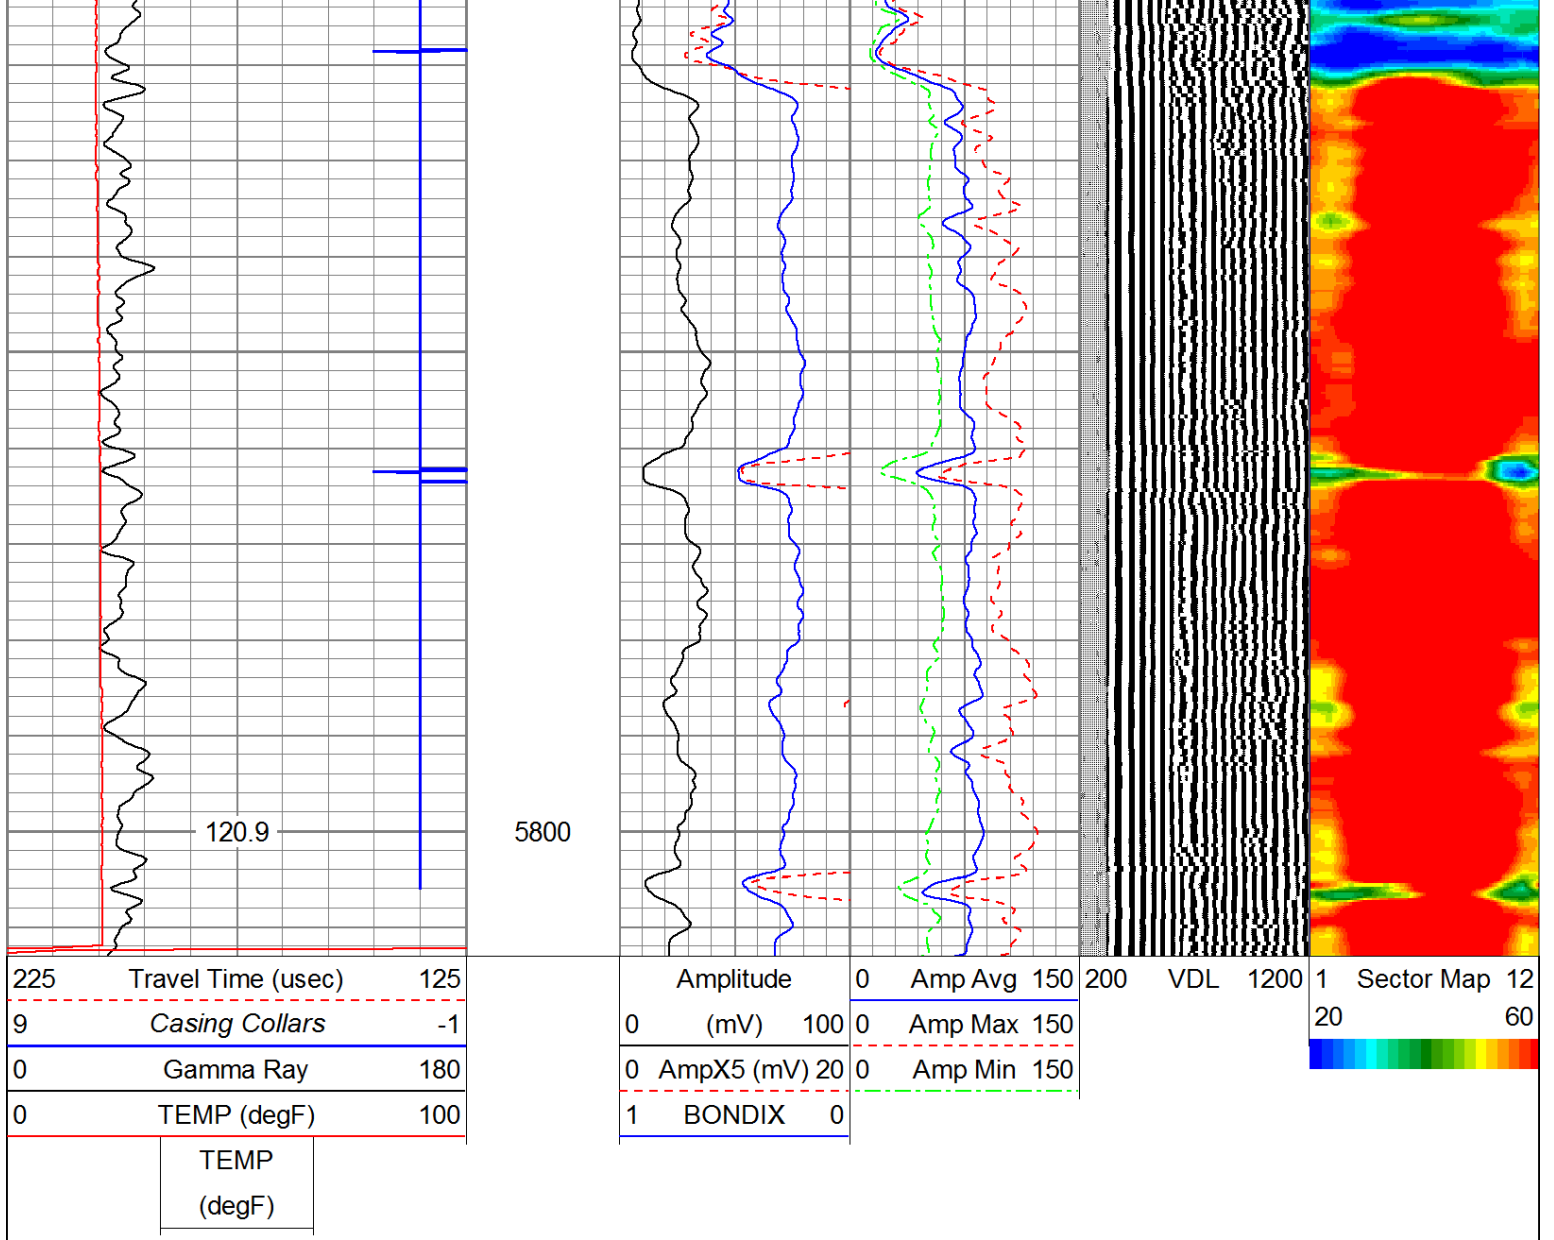 120.9
5800
225 Travel Time (usec) 125
9 Casing Collars -1
0 Gamma Ray 180
0 TEMP (degF) 100
TEMP
(degF)
Amplitude
0 (mV) 100
0 AmpX5 (mV) 20
1 BONDIX 0
0 Amp Avg 150
0 Amp Max 150
0 Amp Min 150
200 VDL 1200
1 Sector Map 12
20 60